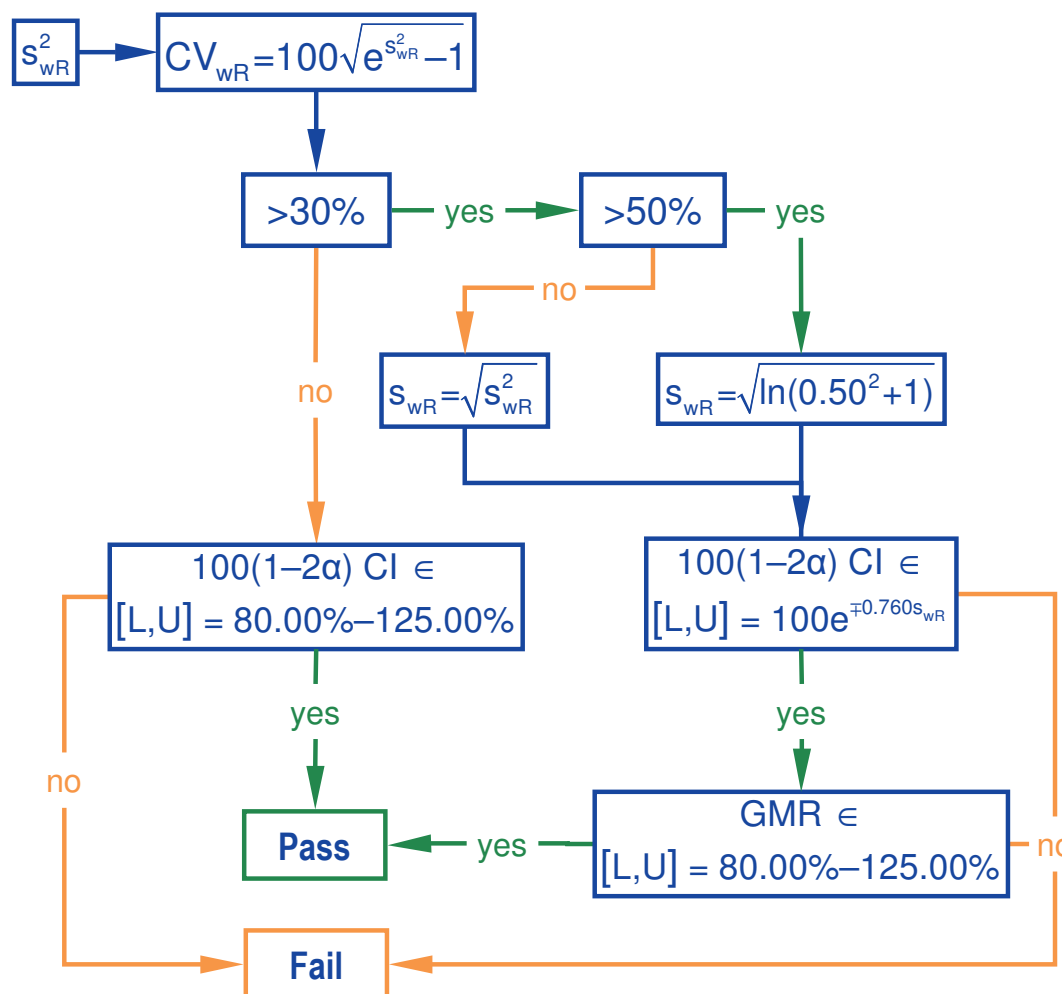 s²wR
CVwR=100√(e^s²wR–1)
>30%
yes
>50%
yes
no
no
swR=√s²wR
swR=√ln(0.50²+1)
100(1–2α) CI ∈
[L,U] = 80.00%–125.00%
100(1–2α) CI ∈
[L,U] = 100e^∓0.760swR
yes
yes
no
GMR ∈
[L,U] = 80.00%–125.00%
Pass
yes
no
Fail